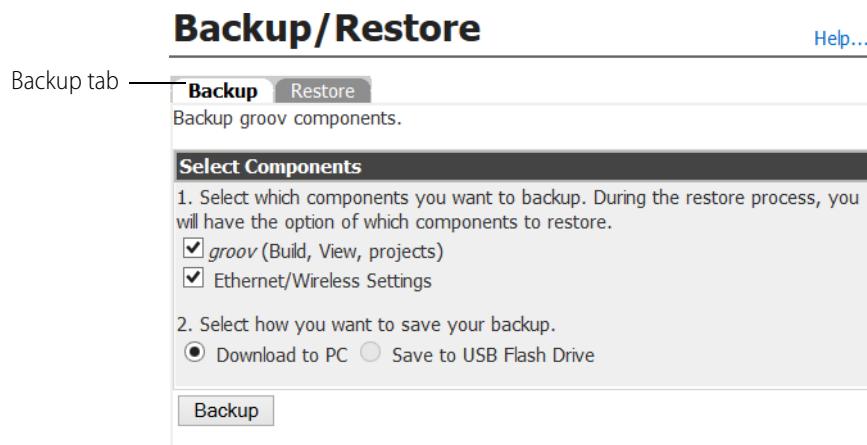 Backup/Restore
Help...
Backup tab
Backup
Restore
Backup groov components.
Select Components
1. Select which components you want to backup. During the restore process, you
will have the option of which components to restore.
groov (Build, View, projects)
Ethernet/Wireless Settings
2. Select how you want to save your backup.
Download to PC
Save to USB Flash Drive
Backup